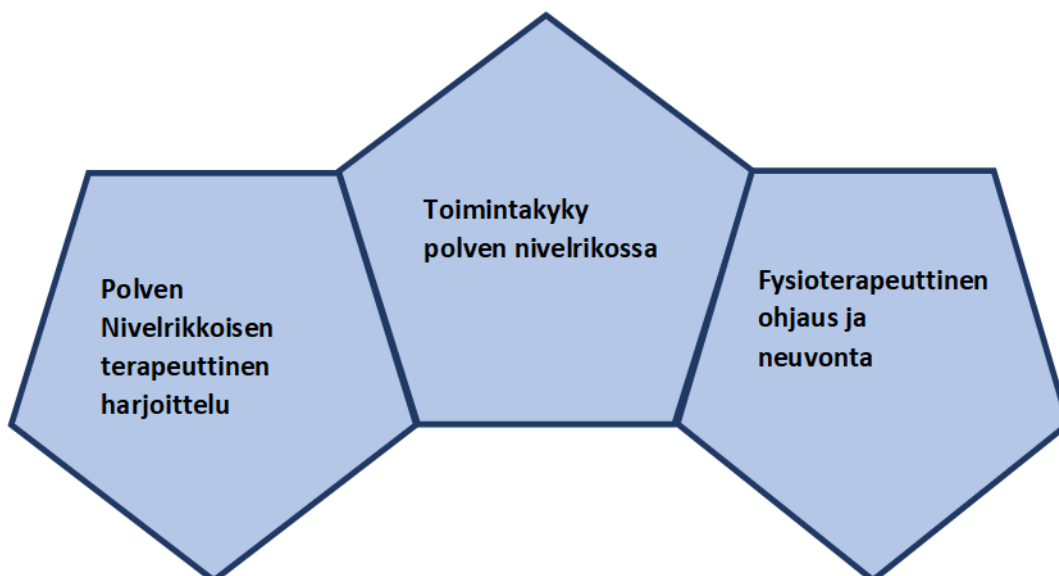 Polven
Nivelrikkoisen
terapeuttinen
harjoittelu
Toimintakyky
polven nivelrikossa
Fysioterapeuttinen
ohjaus ja
neuvonta